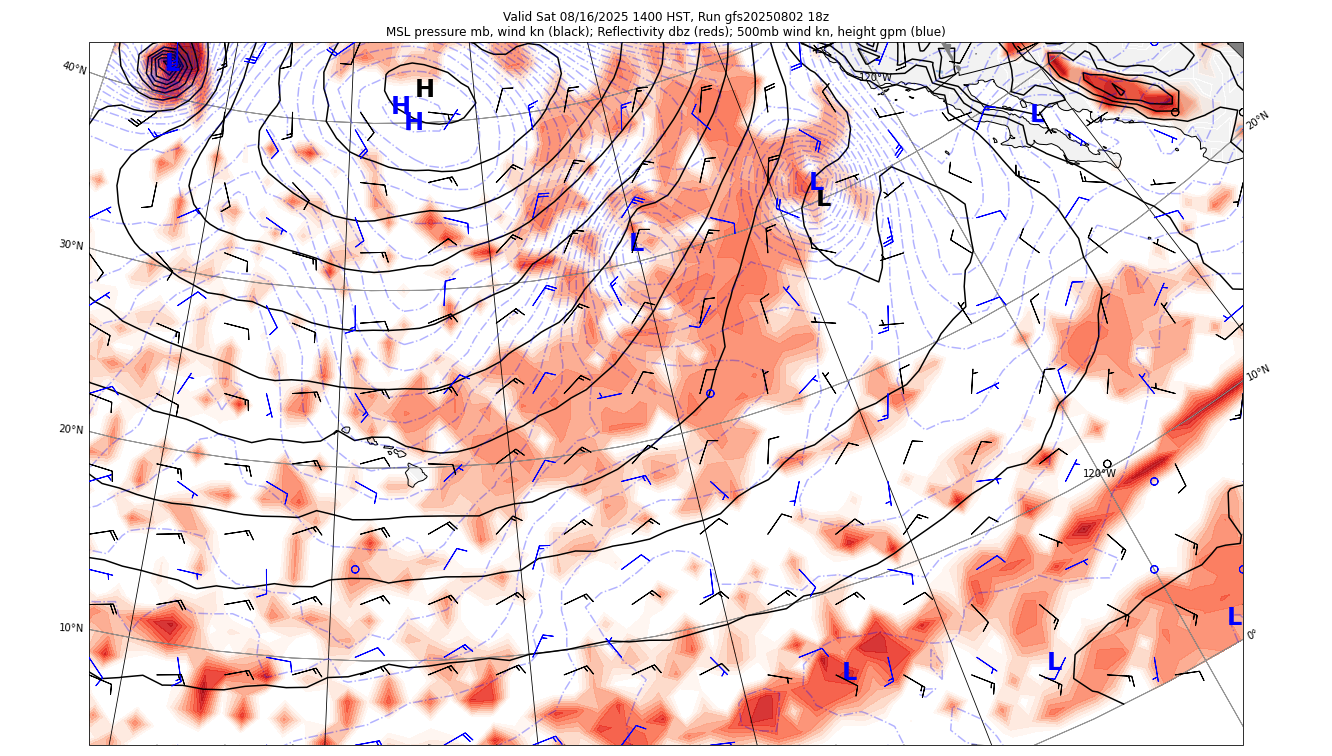 Valid Sat 08/16/2025 1400 HST, Run gfs20250802 18z
MSL pressure mb, wind kn (black); Reflectivity dbz (reds); 500mb wind kn, height gpm (blue)
40°N
L
H
H
H
120°W
L
20°N
L
L
30°N
L
10°N
20°N
120°W
10°N
L
0°
L
L